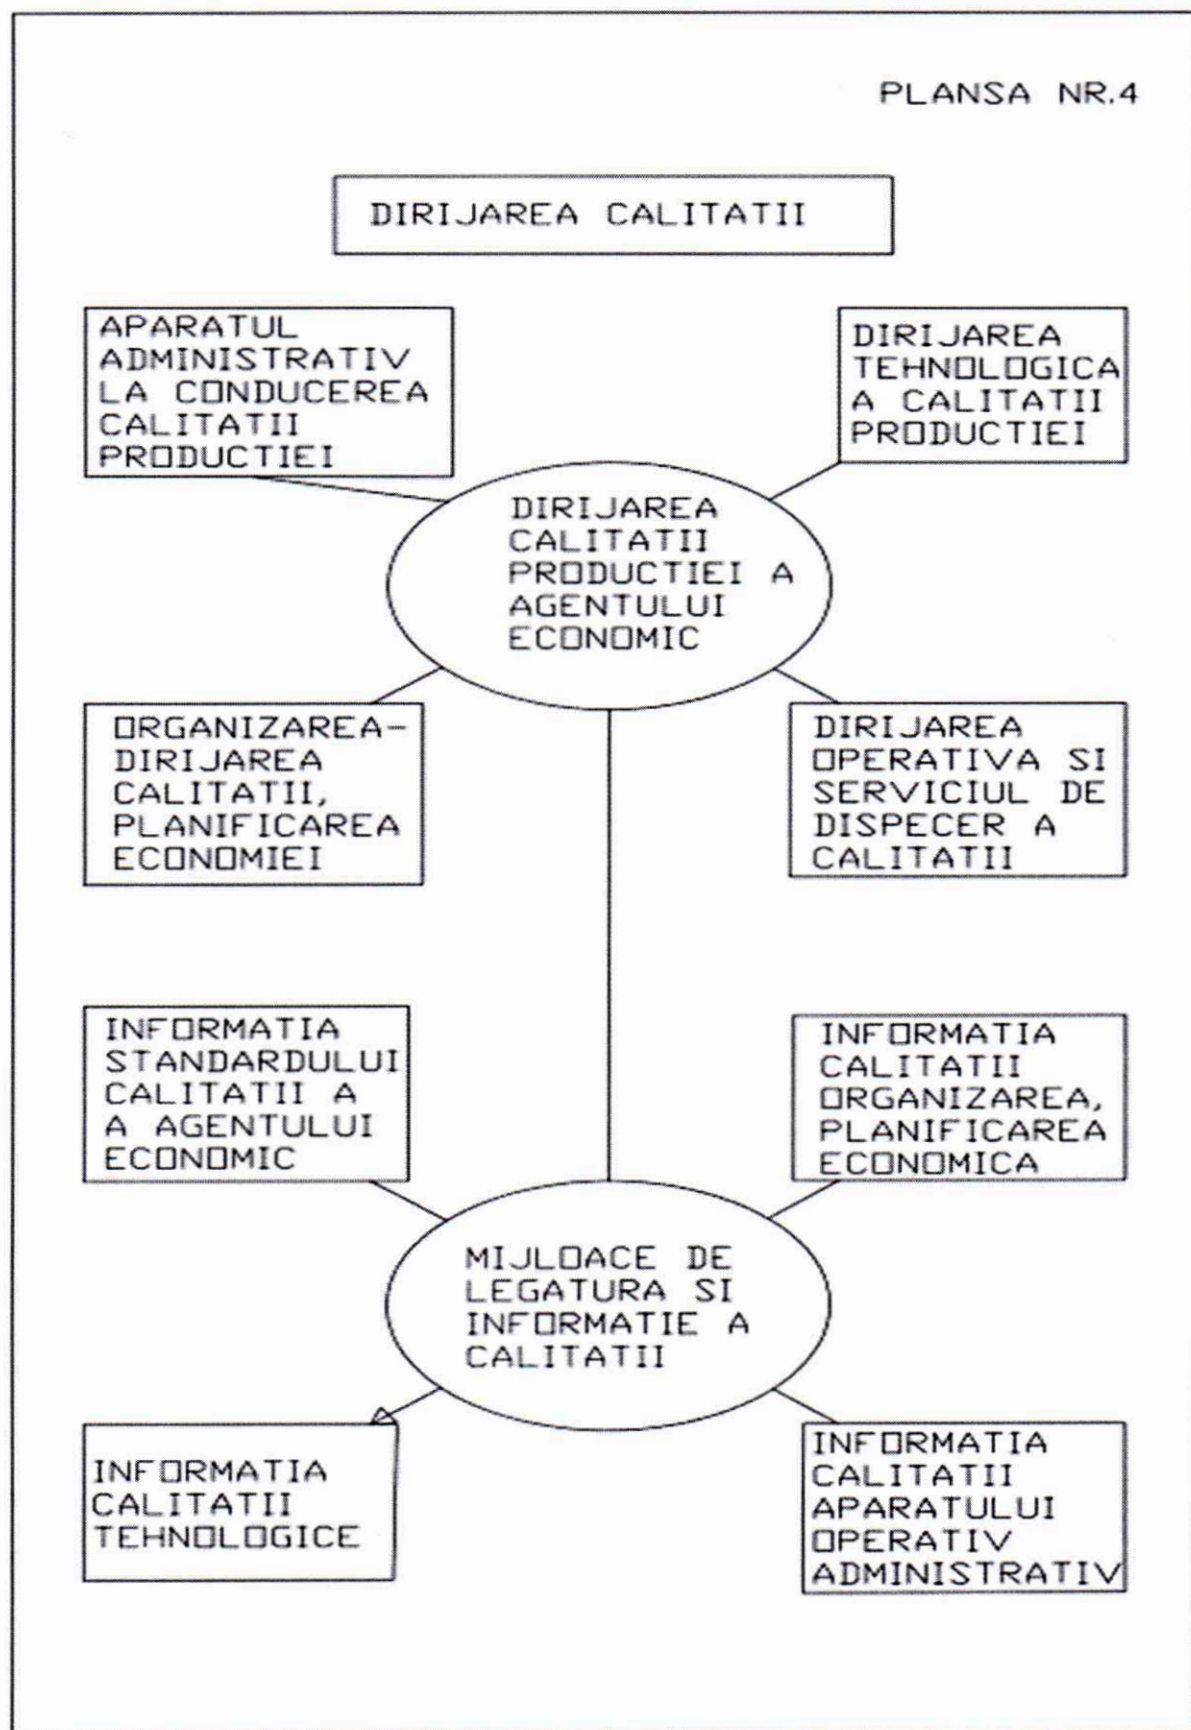 PLANSA NR.4
DIRIJAREA CALITATII
APARATUL
ADMINISTRATIV
LA CONDUCEREA
CALITATII
PRODUCTIEI
DIRIJAREA
TEHNOLOGICA
A CALITATII
PRODUCTIEI
DIRIJAREA
CALITATII
PRODUCTIEI A
AGENTULUI
ECONOMIC
ORGANIZAREA-
DIRIJAREA
CALITATII,
PLANIFICAREA
ECONOMIEI
DIRIJAREA
OPERATIVA SI
SERVICIUL DE
DISPECER A
CALITATII
INFORMATIA
STANDARDULUI
CALITATII A
A AGENTULUI
ECONOMIC
INFORMATIA
CALITATII
ORGANIZAREA,
PLANIFICAREA
ECONOMICA
MIJLOACE DE
LEGATURA SI
INFORMATIE A
CALITATII
INFORMATIA
CALITATII
TEHNOLOGICE
INFORMATIA
CALITATII
APARATULUI
OPERATIV
ADMINISTRATIV